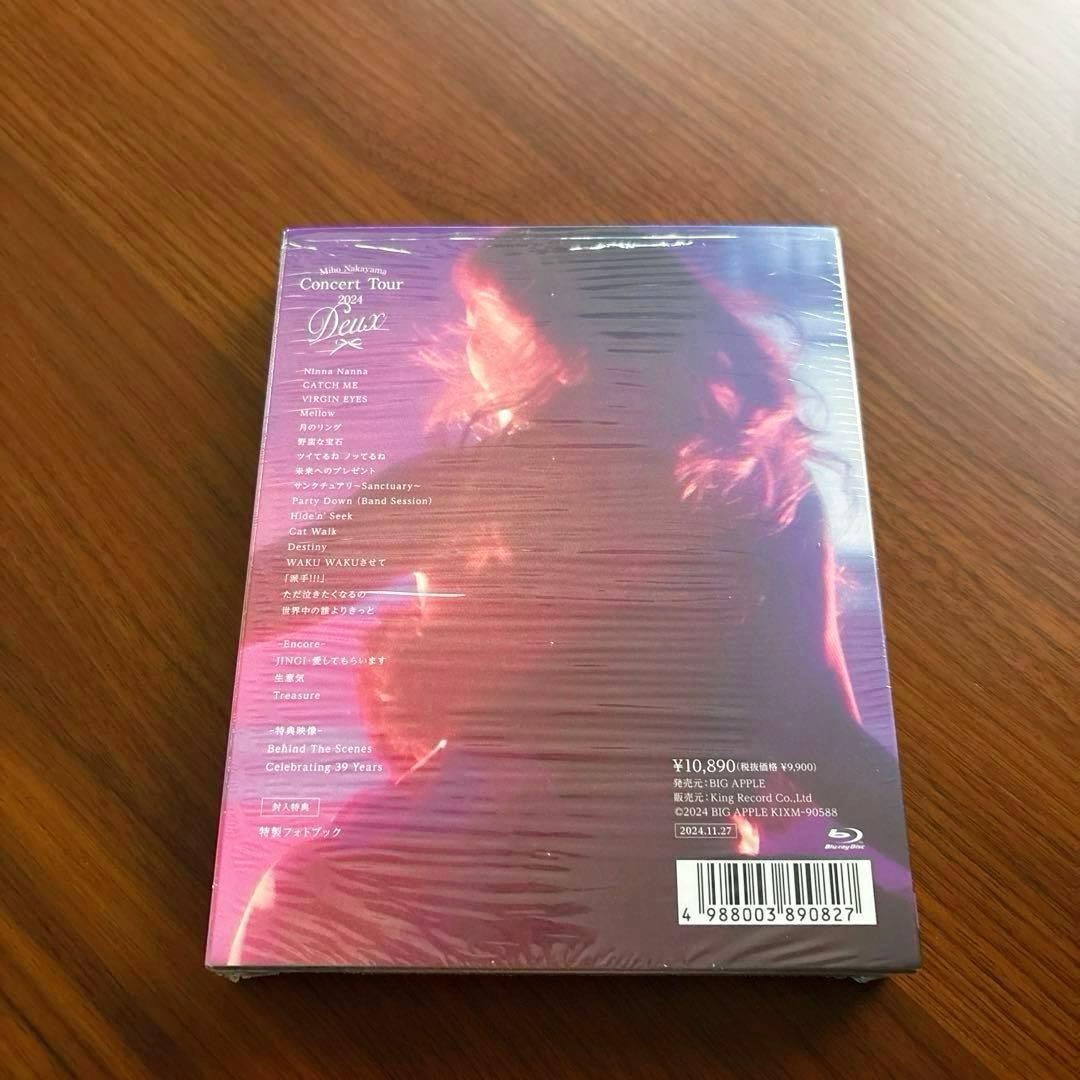 Miho Nakayama
Concert Tour
2024
Deux
Ninna Nanna
CATCH ME
VIRGIN EYES
Mellow
月のリング
野蛮な宝石
ツイてるね ノッてるね
未来へのプレゼント
サンクチュアリ~Sanctuary~
Party Down (Band Session)
Hide'n' Seek
Cat Walk
Destiny
WAKU WAKUさせて
「派手!!!」
ただ泣きたくなるの
世界中の誰よりきっと
-Encore-
JINGI・愛してもらいます
生意気
Treasure
-特典映像-
Behind The Scenes
Celebrating 39 Years
封入特典
特製フォトブック
¥10,890(税抜価格 ¥9,900)
発売元:BIG APPLE
販売元:King Record Co.,Ltd
©2024 BIG APPLE KIXM-90588
2024.11.27
Blu-ray Disc
4 988003 890827